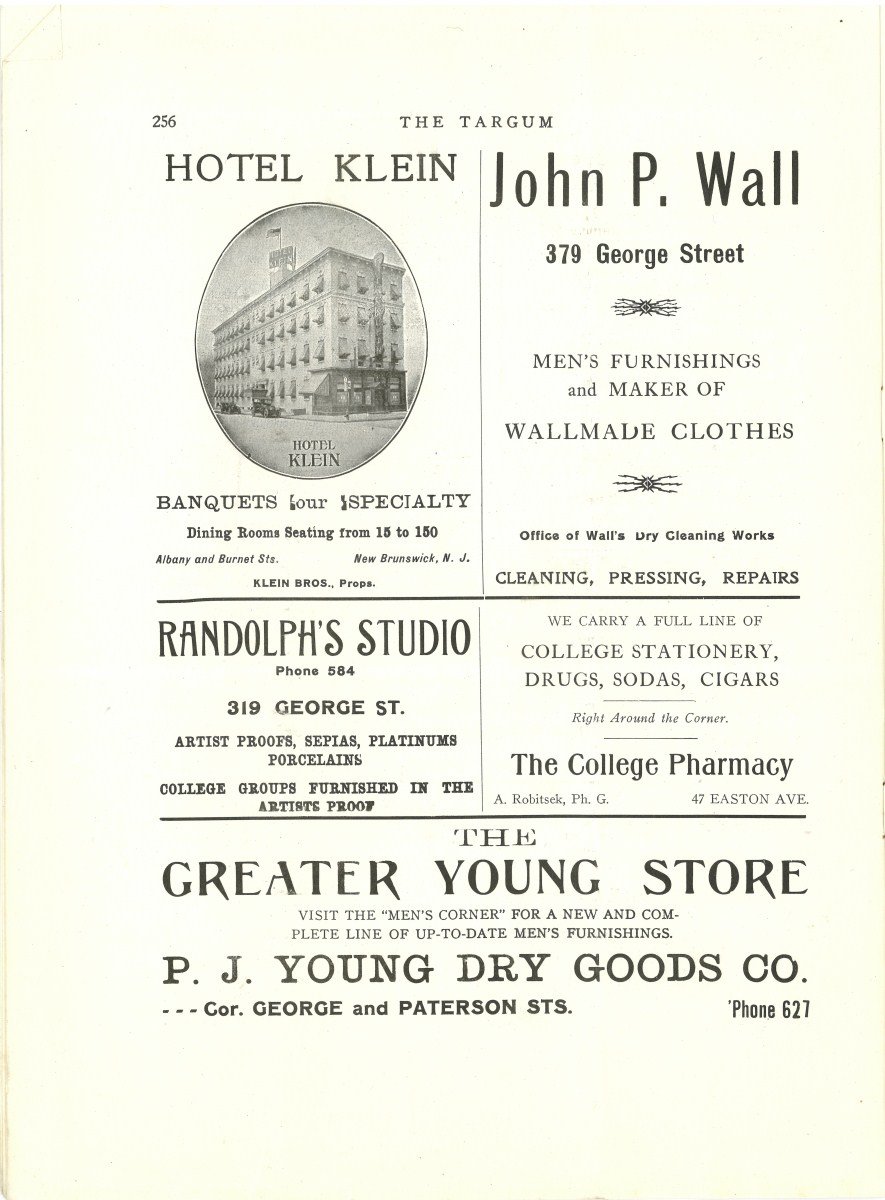 256
THE TARGUM
HOTEL KLEIN
HOTEL
KLEIN
BANQUETS our SPECIALTY
Dining Rooms Seating from 15 to 150
Albany and Burnet Sts. New Brunswick, N. J.
KLEIN BROS., Props.
John P. Wall
379 George Street
MEN'S FURNISHINGS
and MAKER OF
WALLMADE CLOTHES
Office of Wall's Dry Cleaning Works
CLEANING, PRESSING, REPAIRS
RANDOLPH'S STUDIO
Phone 584
319 GEORGE ST.
ARTIST PROOFS, SEPIAS, PLATINUMS
PORCELAINS
COLLEGE GROUPS FURNISHED IN THE
ARTISTS PROOF
WE CARRY A FULL LINE OF
COLLEGE STATIONERY,
DRUGS, SODAS, CIGARS
Right Around the Corner.
The College Pharmacy
A. Robitsek, Ph. G. 47 EASTON AVE.
THE
GREATER YOUNG STORE
VISIT THE "MEN'S CORNER" FOR A NEW AND COM-
PLETE LINE OF UP-TO-DATE MEN'S FURNISHINGS.
P. J. YOUNG DRY GOODS CO.
--- Cor. GEORGE and PATERSON STS. 'Phone 627